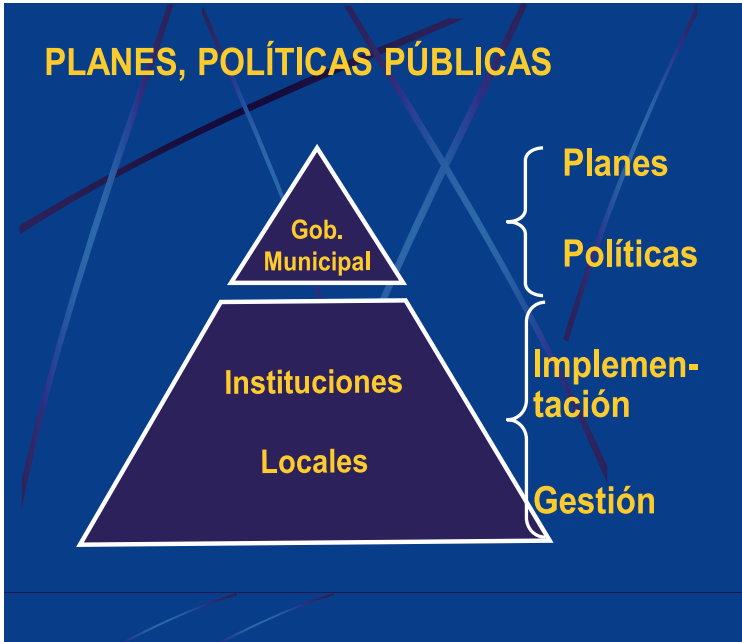 PLANES, POLÍTICAS PÚBLICAS
Gob.
Municipal
Planes
Políticas
Instituciones
Locales
Implemen-
tación
Gestión